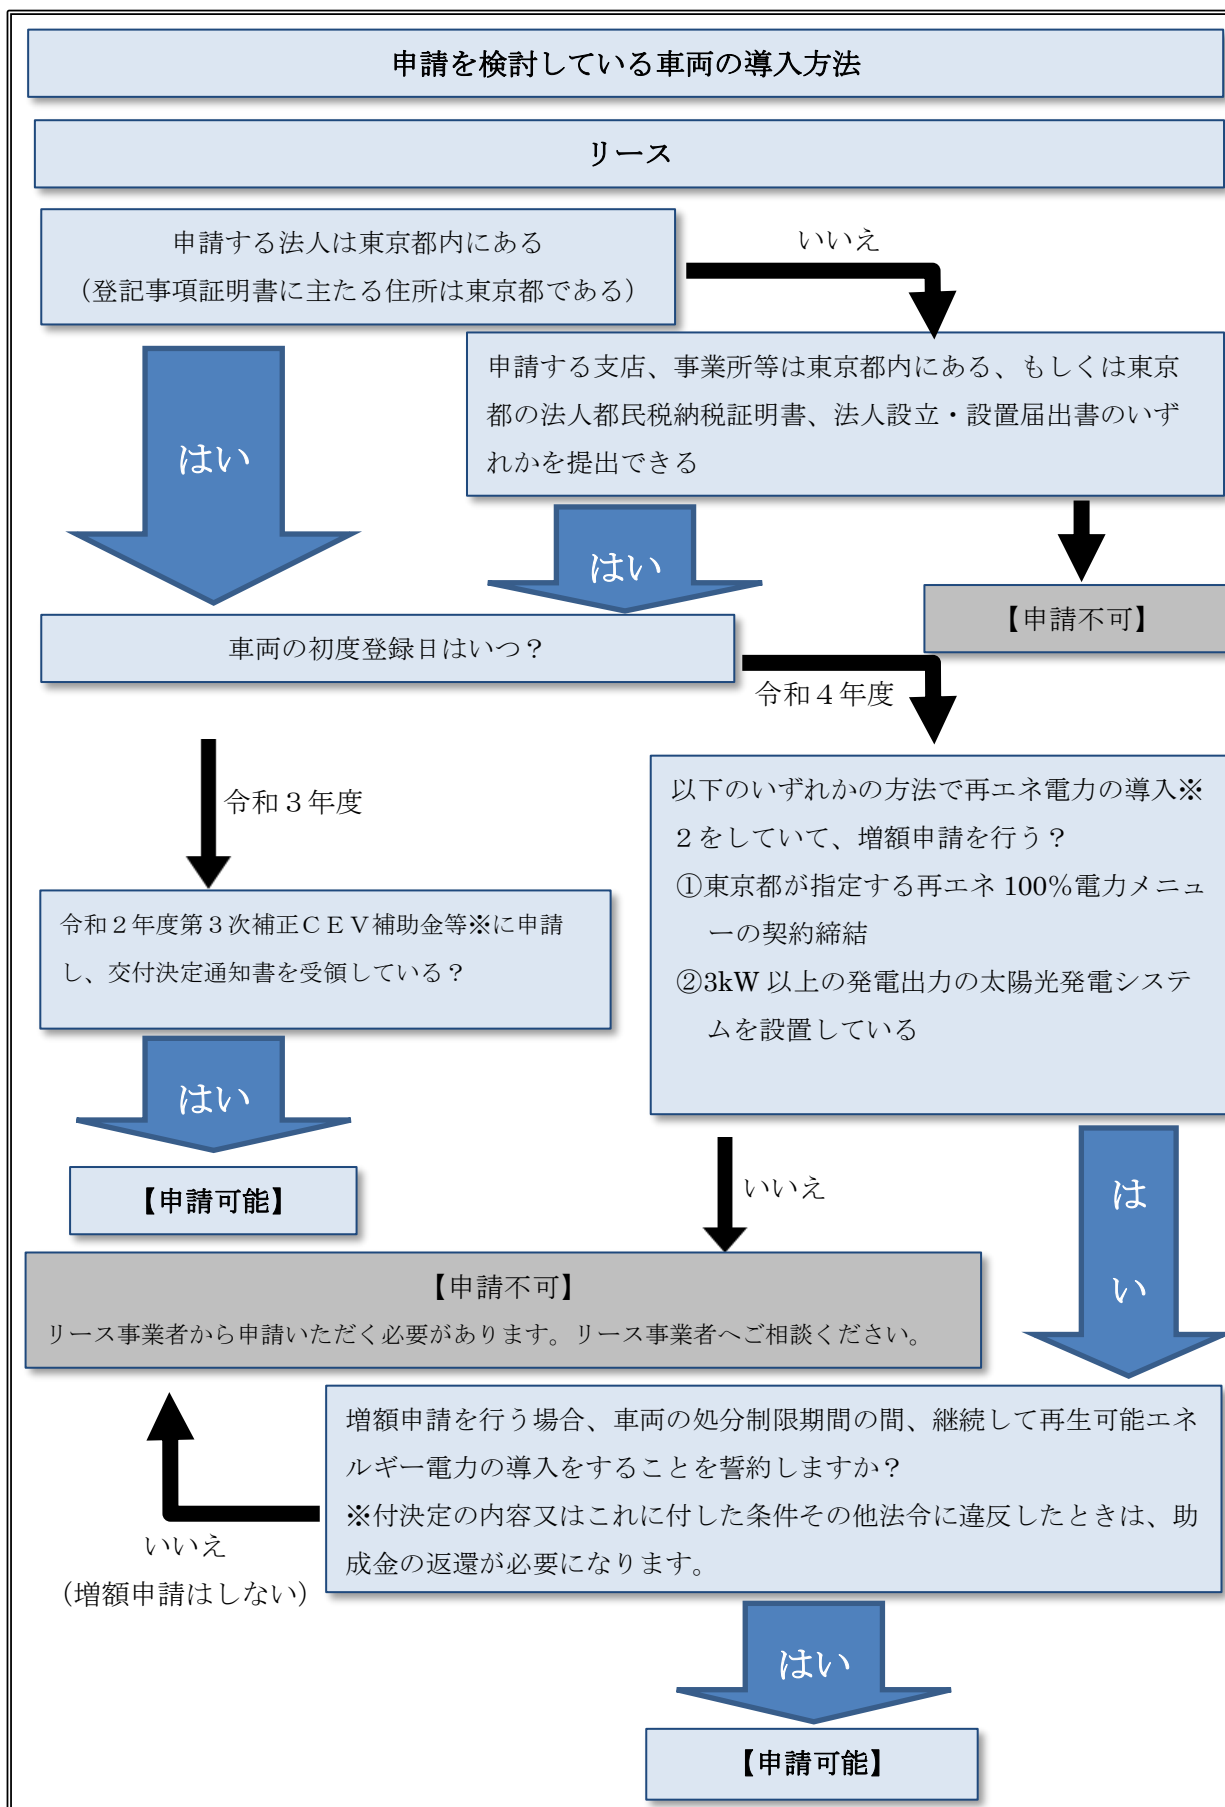 申請を検討している車両の導入方法
リース
申請する法人は東京都内にある
（登記事項証明書に主たる住所は東京都である）
いいえ
申請する支店、事業所等は東京都内にある、もしくは東京
都の法人都民税納税証明書、法人設立・設置届出書のいず
れかを提出できる
はい
はい
【申請不可】
車両の初度登録日はいつ？
令和４年度
令和３年度
以下のいずれかの方法で再エネ電力の導入※
２をしていて、増額申請を行う？
①東京都が指定する再エネ 100%電力メニュ
ーの契約締結
②3kW 以上の発電出力の太陽光発電システ
ムを設置している
令和２年度第３次補正ＣＥＶ補助金等※に申請
し、交付決定通知書を受領している？
はい
【申請可能】
いいえ
は
い
【申請不可】
リース事業者から申請いただく必要があります。リース事業者へご相談ください。
増額申請を行う場合、車両の処分制限期間の間、継続して再生可能エネ
ルギー電力の導入をすることを誓約しますか？
※付決定の内容又はこれに付した条件その他法令に違反したときは、助
成金の返還が必要になります。
いいえ
（増額申請はしない）
はい
【申請可能】